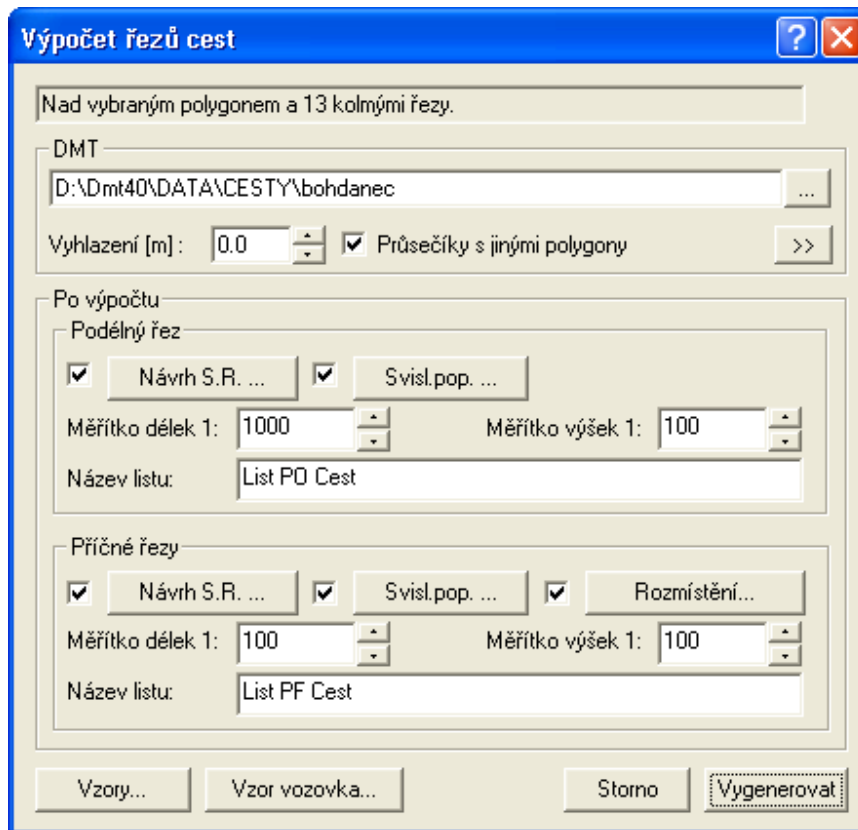 Výpočet řezů cest
Nad vybraným polygonem a 13 kolmými řezy.
DMT
D:\Dmt40\DATA\CESTY\bohdanec ...
Vyhlazení [m] : 0.0 Průsečíky s jinými polygony >>
Po výpočtu
Podélný řez
Návrh S.R. ... Svisl.pop. ...
Měřítko délek 1: 1000 Měřítko výšek 1: 100
Název listu: List PO Cest
Příčné řezy
Návrh S.R. ... Svisl.pop. ... Rozmístění...
Měřítko délek 1: 100 Měřítko výšek 1: 100
Název listu: List PF Cest
Vzory... Vzor vozovka... Storno Vygenerovat